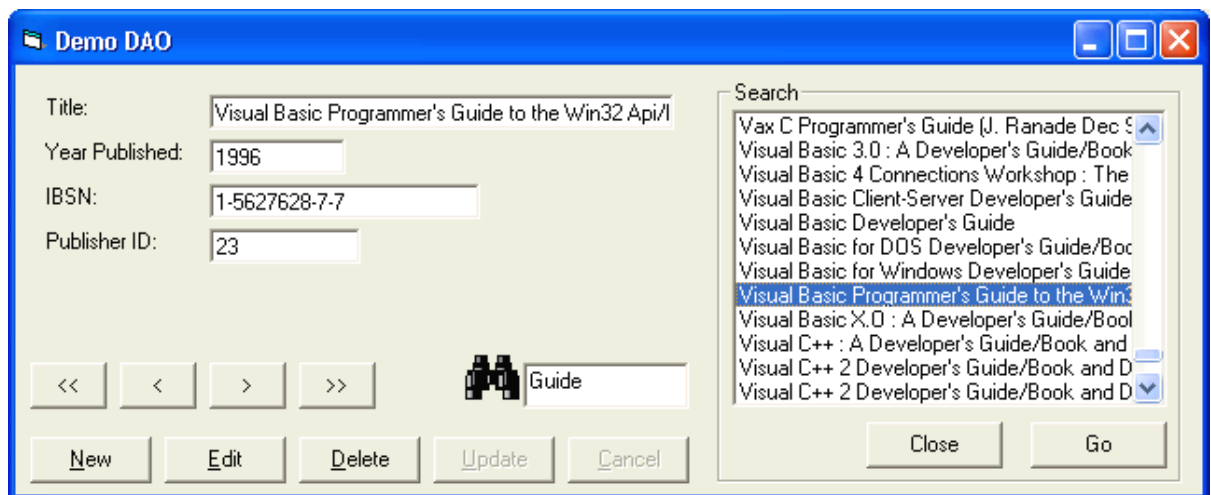 Demo DAO
Title:
Visual Basic Programmer's Guide to the Win32 Api/I
Year Published:
1996
IBSN:
1-5627628-7-7
Publisher ID:
23
<<
<
>
>>
Guide
New
Edit
Delete
Update
Cancel
Search
Vax C Programmer's Guide (J. Ranade Dec S
Visual Basic 3.0 : A Developer's Guide/Book
Visual Basic 4 Connections Workshop : The
Visual Basic Client-Server Developer's Guide
Visual Basic Developer's Guide
Visual Basic for DOS Developer's Guide/Boo
Visual Basic for Windows Developer's Guide
Visual Basic Programmer's Guide to the Win3
Visual Basic X.0 : A Developer's Guide/Bool
Visual C++ : A Developer's Guide/Book and
Visual C++ 2 Developer's Guide/Book and D
Visual C++ 2 Developer's Guide/Book and D
Close
Go